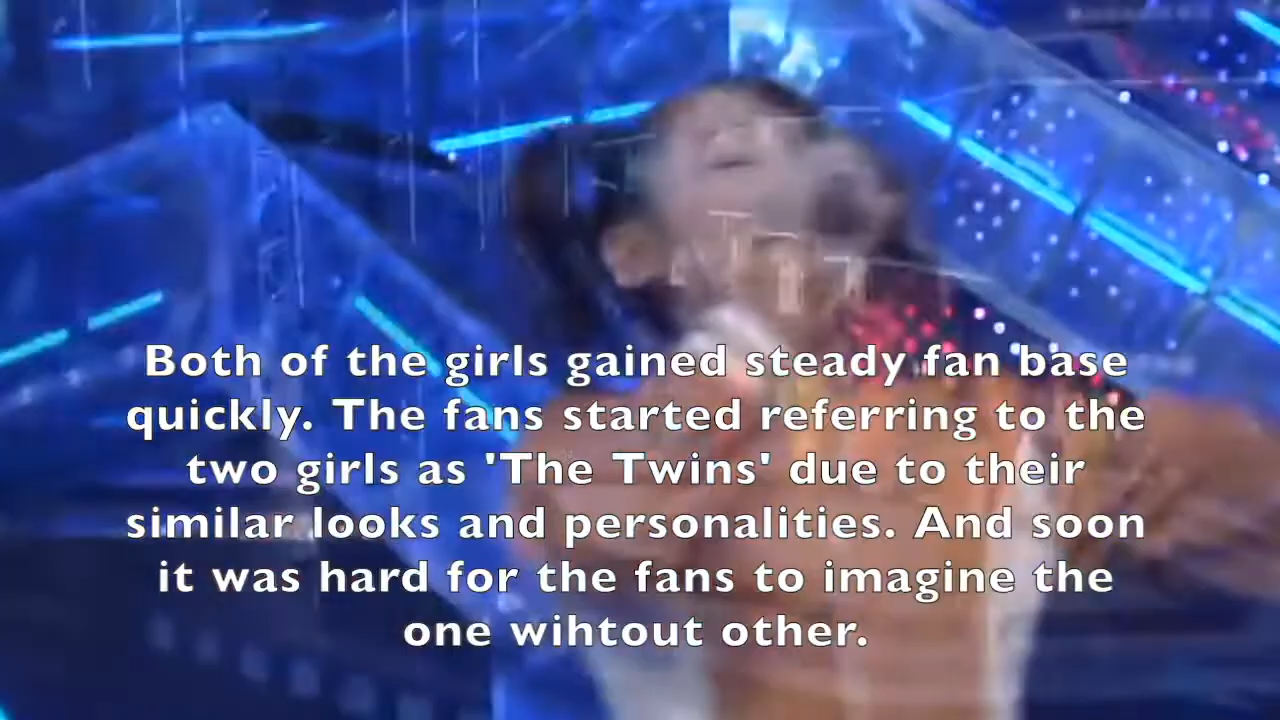 Both of the girls gained steady fan base
quickly. The fans started referring to the
two girls as 'The Twins' due to their
similar looks and personalities. And soon
it was hard for the fans to imagine the
one wihtout other.